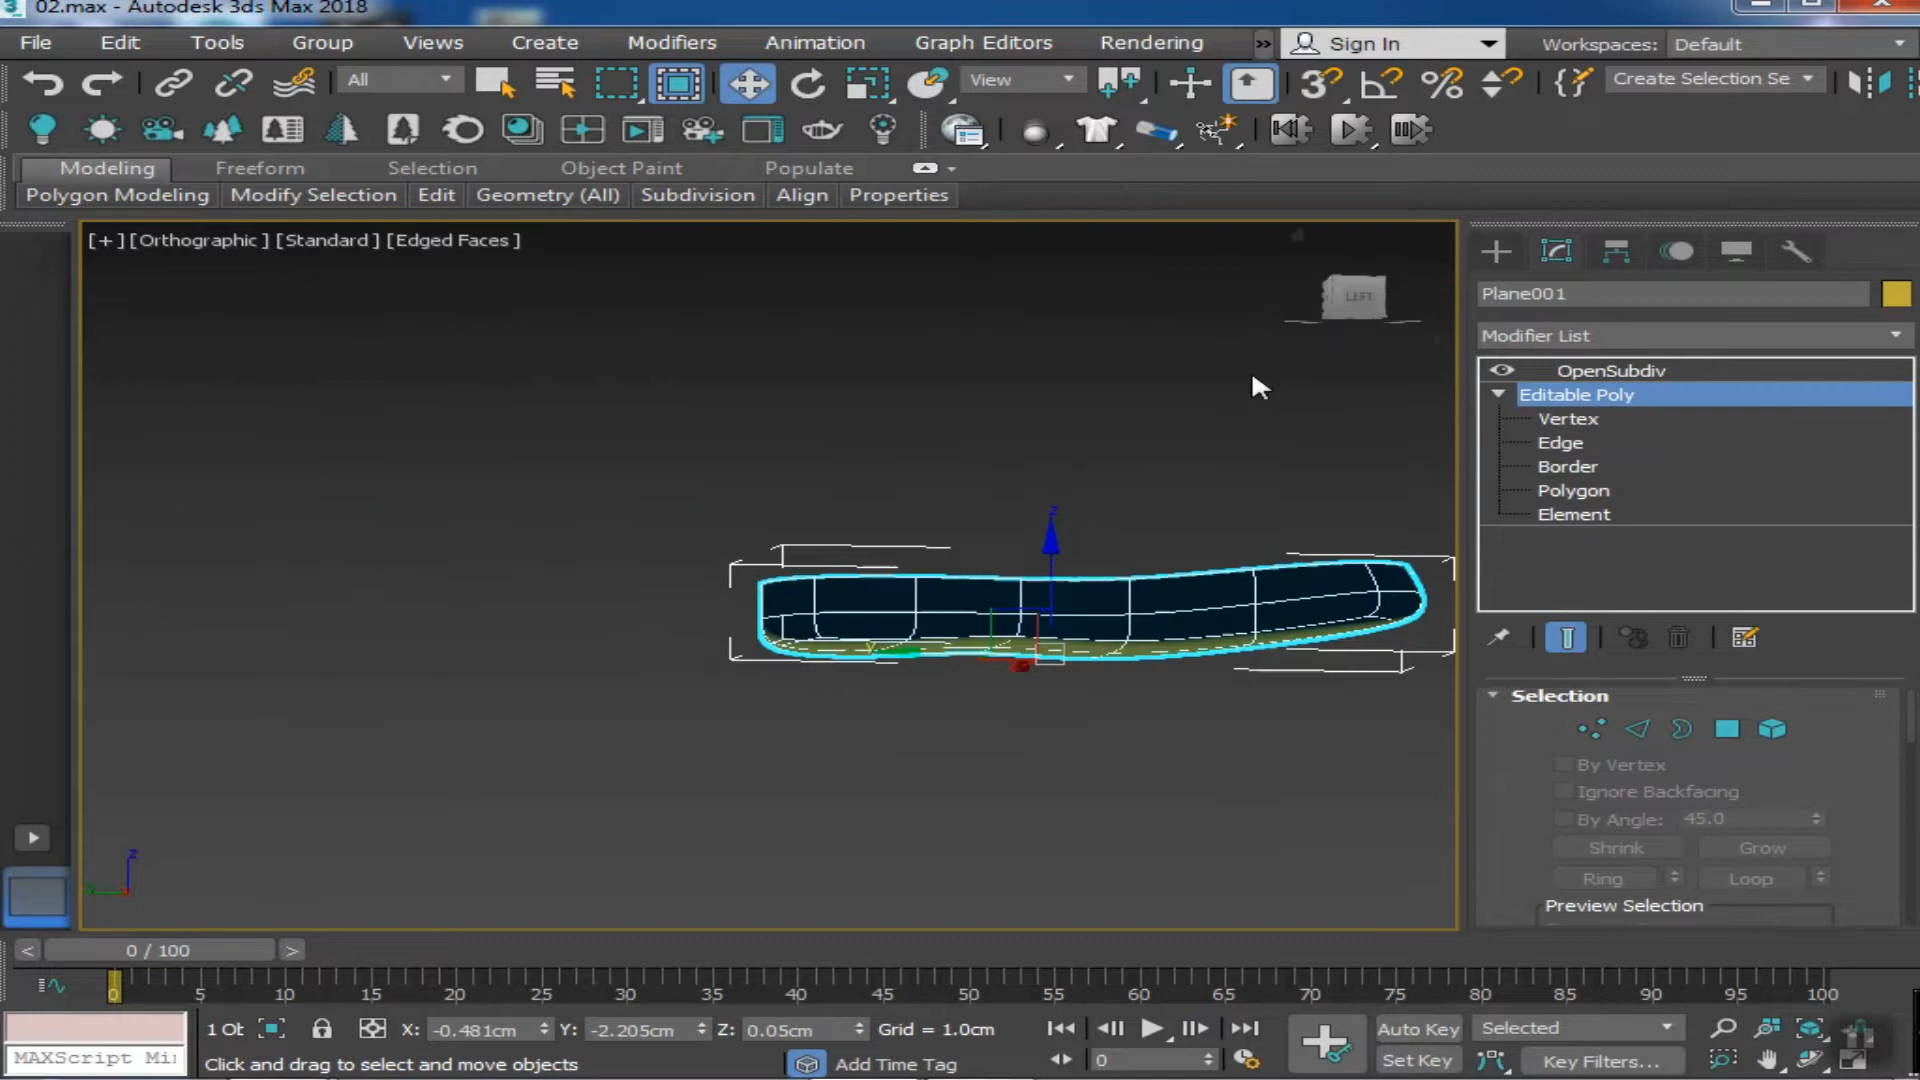 02.max - Autodesk 3ds Max 2018
File Edit Tools Group Views Create Modifiers Animation Graph Editors Rendering >> Sign In Workspaces: Default
All View Create Selection Se
Modeling Freeform Selection Object Paint Populate
Polygon Modeling Modify Selection Edit Geometry (All) Subdivision Align Properties
[+] [Orthographic ] [Standard ] [Edged Faces ]
LEFT
Plane001
Modifier List
OpenSubdiv
Editable Poly
Vertex
Edge
Border
Polygon
Element
z
Selection
By Vertex
Ignore Backfacing
By Angle: 45.0
Shrink Grow
Ring Loop
Preview Selection
z
y
< 0 / 100 >
0 5 10 15 20 25 30 35 40 45 50 55 60 65 70 75 80 85 90 95 100
1 Ob X: -0.481cm Y: -2.205cm Z: 0.05cm Grid = 1.0cm Auto Key Selected
MAXScript Mi Click and drag to select and move objects Add Time Tag 0 Set Key Key Filters...